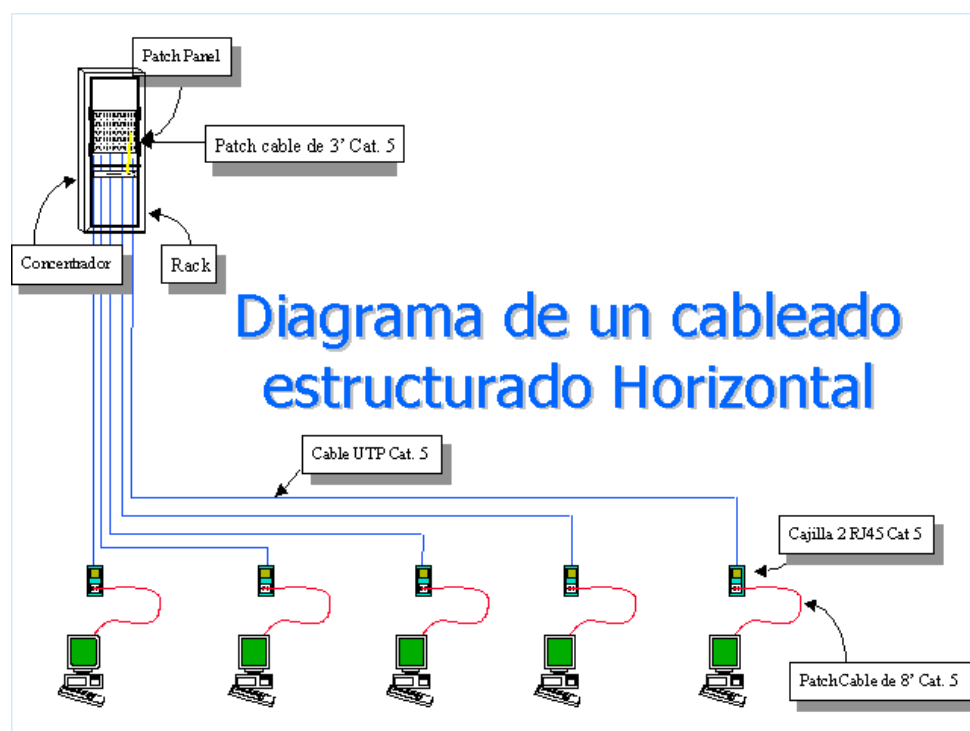 Patch Panel
Patch cable de 3' Cat. 5
Concentrador
Rack
Diagrama de un cableado
estructurado Horizontal
Cable UTP Cat. 5
Cajilla 2 RJ45 Cat 5
PatchCable de 8' Cat. 5